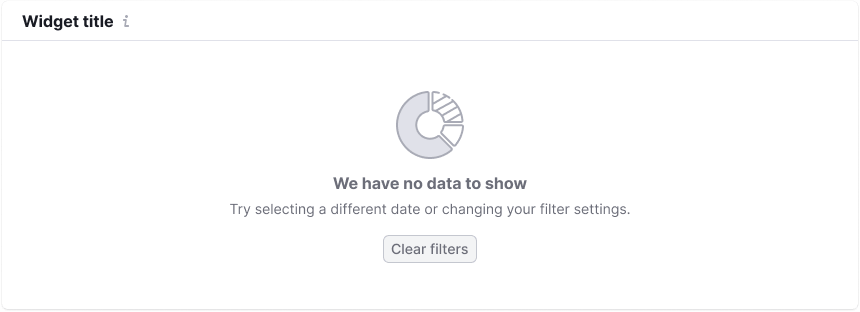 Widget title i
We have no data to show
Try selecting a different date or changing your filter settings.
Clear filters